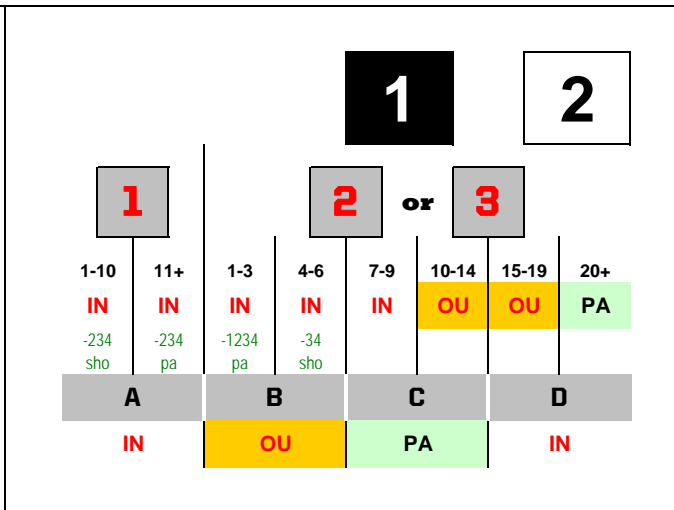 1 2
1 2 or 3
1-10 11+ 1-3 4-6 7-9 10-14 15-19 20+
IN IN IN IN IN OU OU PA
-234 -234 -1234 -34
sho pa pa sho
A B C D
IN OU PA IN